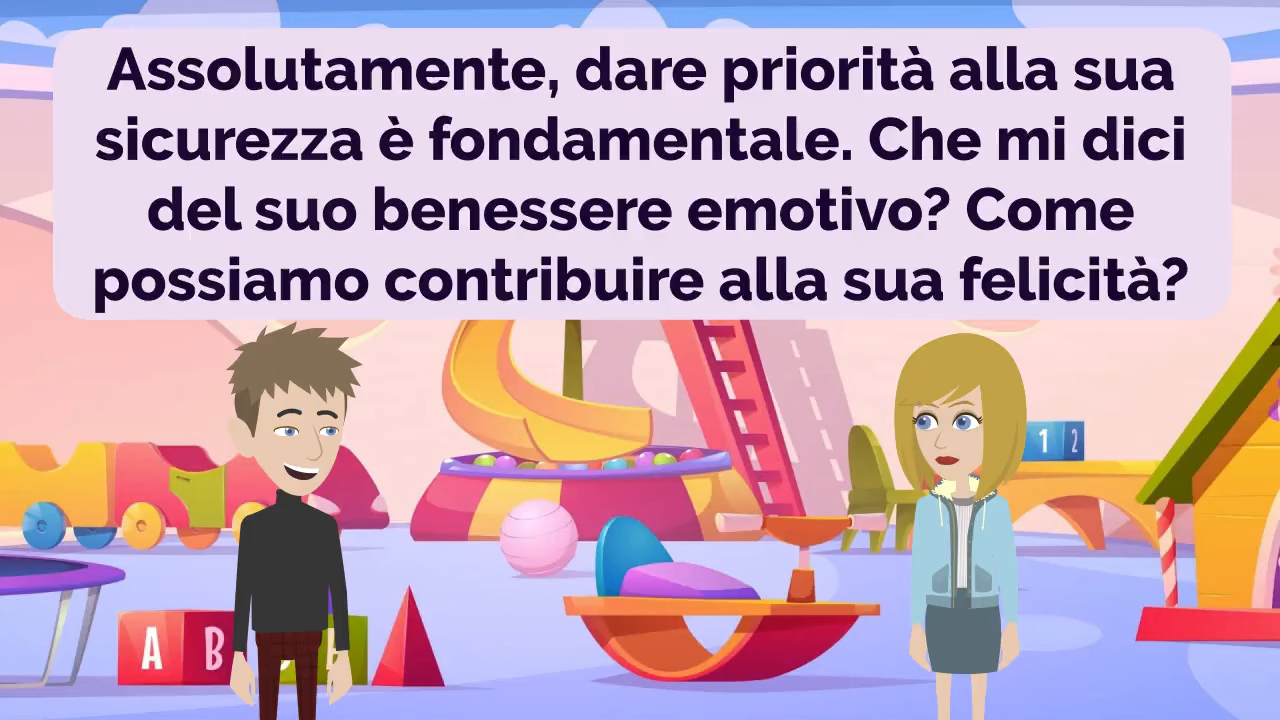 Assolutamente, dare priorità alla sua
sicurezza è fondamentale. Che mi dici
del suo benessere emotivo? Come
possiamo contribuire alla sua felicità?
1 2
A B